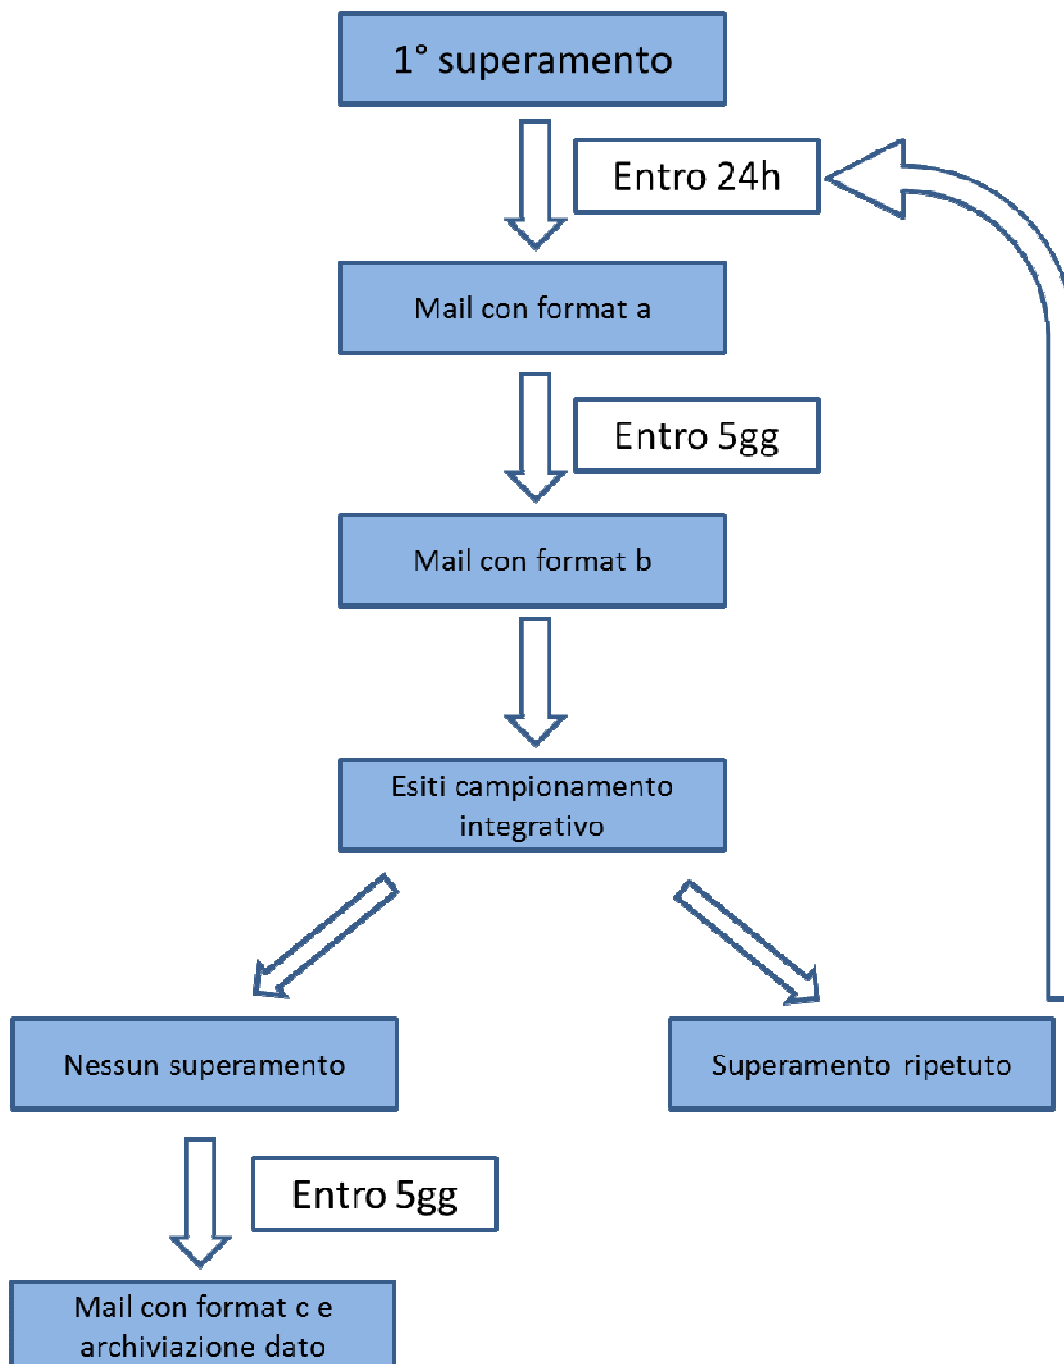 1° superamento
Entro 24h
Mail con format a
Entro 5gg
Mail con format b
Esiti campionamento
integrativo
Nessun superamento
Superamento ripetuto
Entro 5gg
Mail con format c e
archiviazione dato